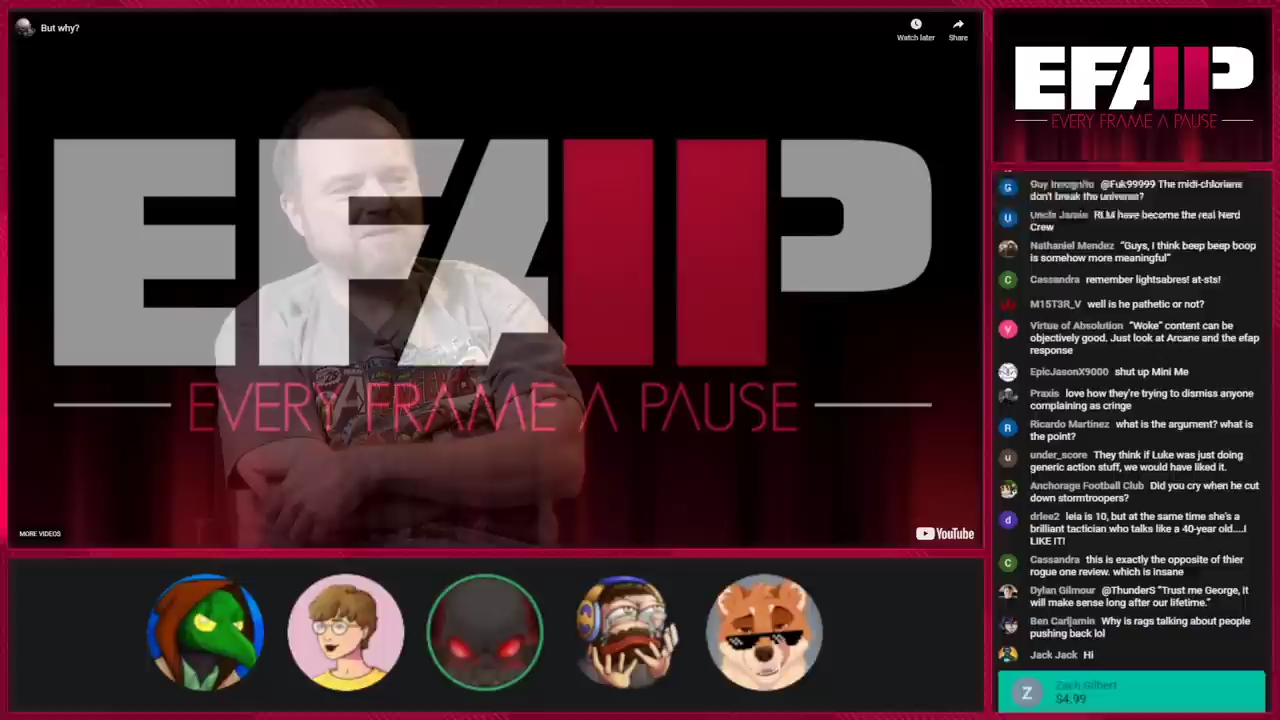 But why?
Watch later
Share
EFAP
EVERY FRAME A PAUSE
MORE VIDEOS
YouTube
EFAP
EVERY FRAME A PAUSE
Guy Incognito @Fuk99999 The midi-chlorians
don't break the universe?
Uncle Jamie RLM have become the real Nerd
Crew
Nathaniel Mendez “Guys, I think beep beep boop
is somehow more meaningful”
Cassandra remember lightsabres! at-sts!
M15T3R_V well is he pathetic or not?
Virtue of Absolution “Woke” content can be
objectively good. Just look at Arcane and the efap
response
EpicJasonX9000 shut up Mini Me
Praxis love how they're trying to dismiss anyone
complaining as cringe
Ricardo Martinez what is the argument? what is
the point?
under_score They think if Luke was just doing
generic action stuff, we would have liked it.
Anchorage Football Club Did you cry when he cut
down stormtroopers?
drlee2 leia is 10, but at the same time she's a
brilliant tactician who talks like a 40-year old....I
LIKE IT!
Cassandra this is exactly the opposite of thier
rogue one review. which is insane
Dylan Gilmour @ThunderS “Trust me George, it
will make sense long after our lifetime.”
Ben Carljamin Why is rags talking about people
pushing back lol
Jack Jack Hi
Z
Zach Gilbert
$4.99